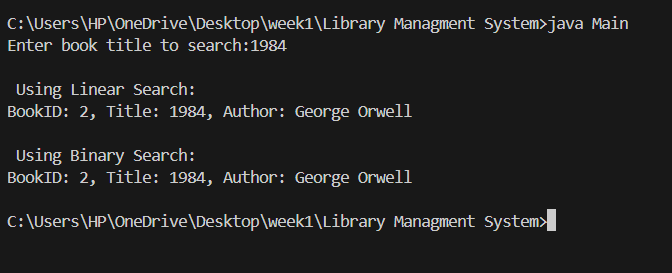 C:\Users\HP\OneDrive\Desktop\week1\Library Managment System>java Main
Enter book title to search:1984
Using Linear Search:
BookID: 2, Title: 1984, Author: George Orwell
Using Binary Search:
BookID: 2, Title: 1984, Author: George Orwell
C:\Users\HP\OneDrive\Desktop\week1\Library Managment System>